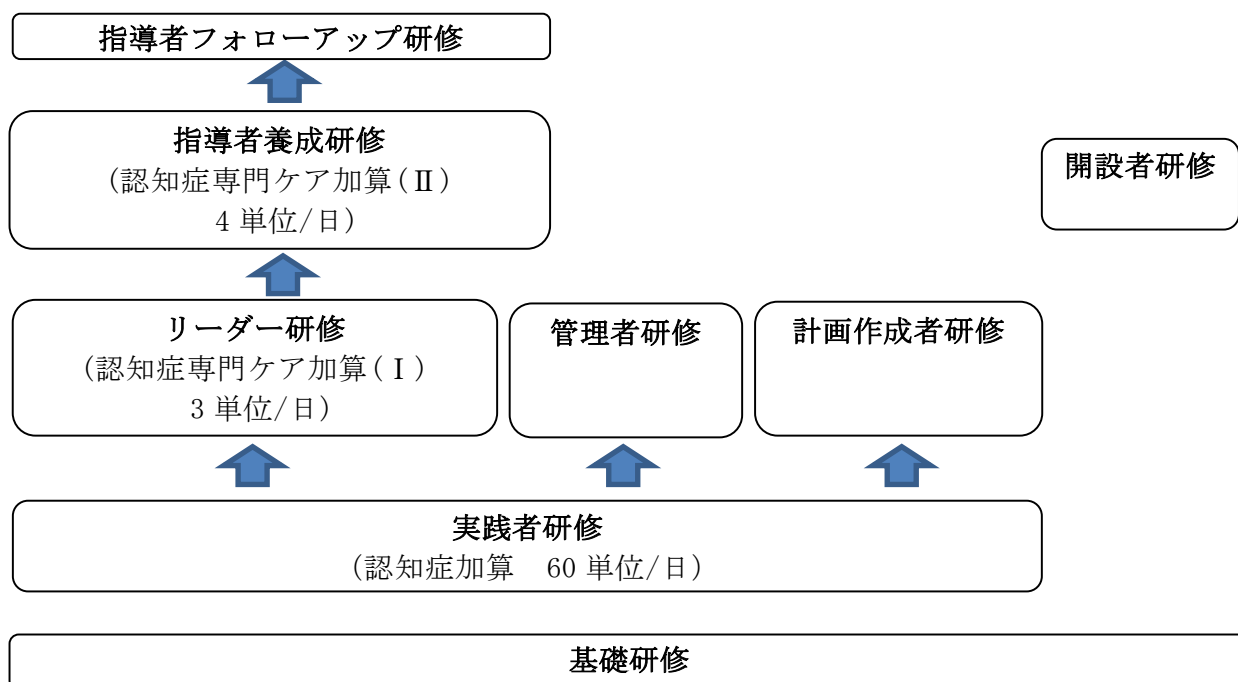 指導者フォローアップ研修
指導者養成研修
(認知症専門ケア加算(Ⅱ)
4 単位/日)
開設者研修
リーダー研修
(認知症専門ケア加算(Ⅰ)
3 単位/日)
管理者研修
計画作成者研修
実践者研修
(認知症加算　60 単位/日)
基礎研修